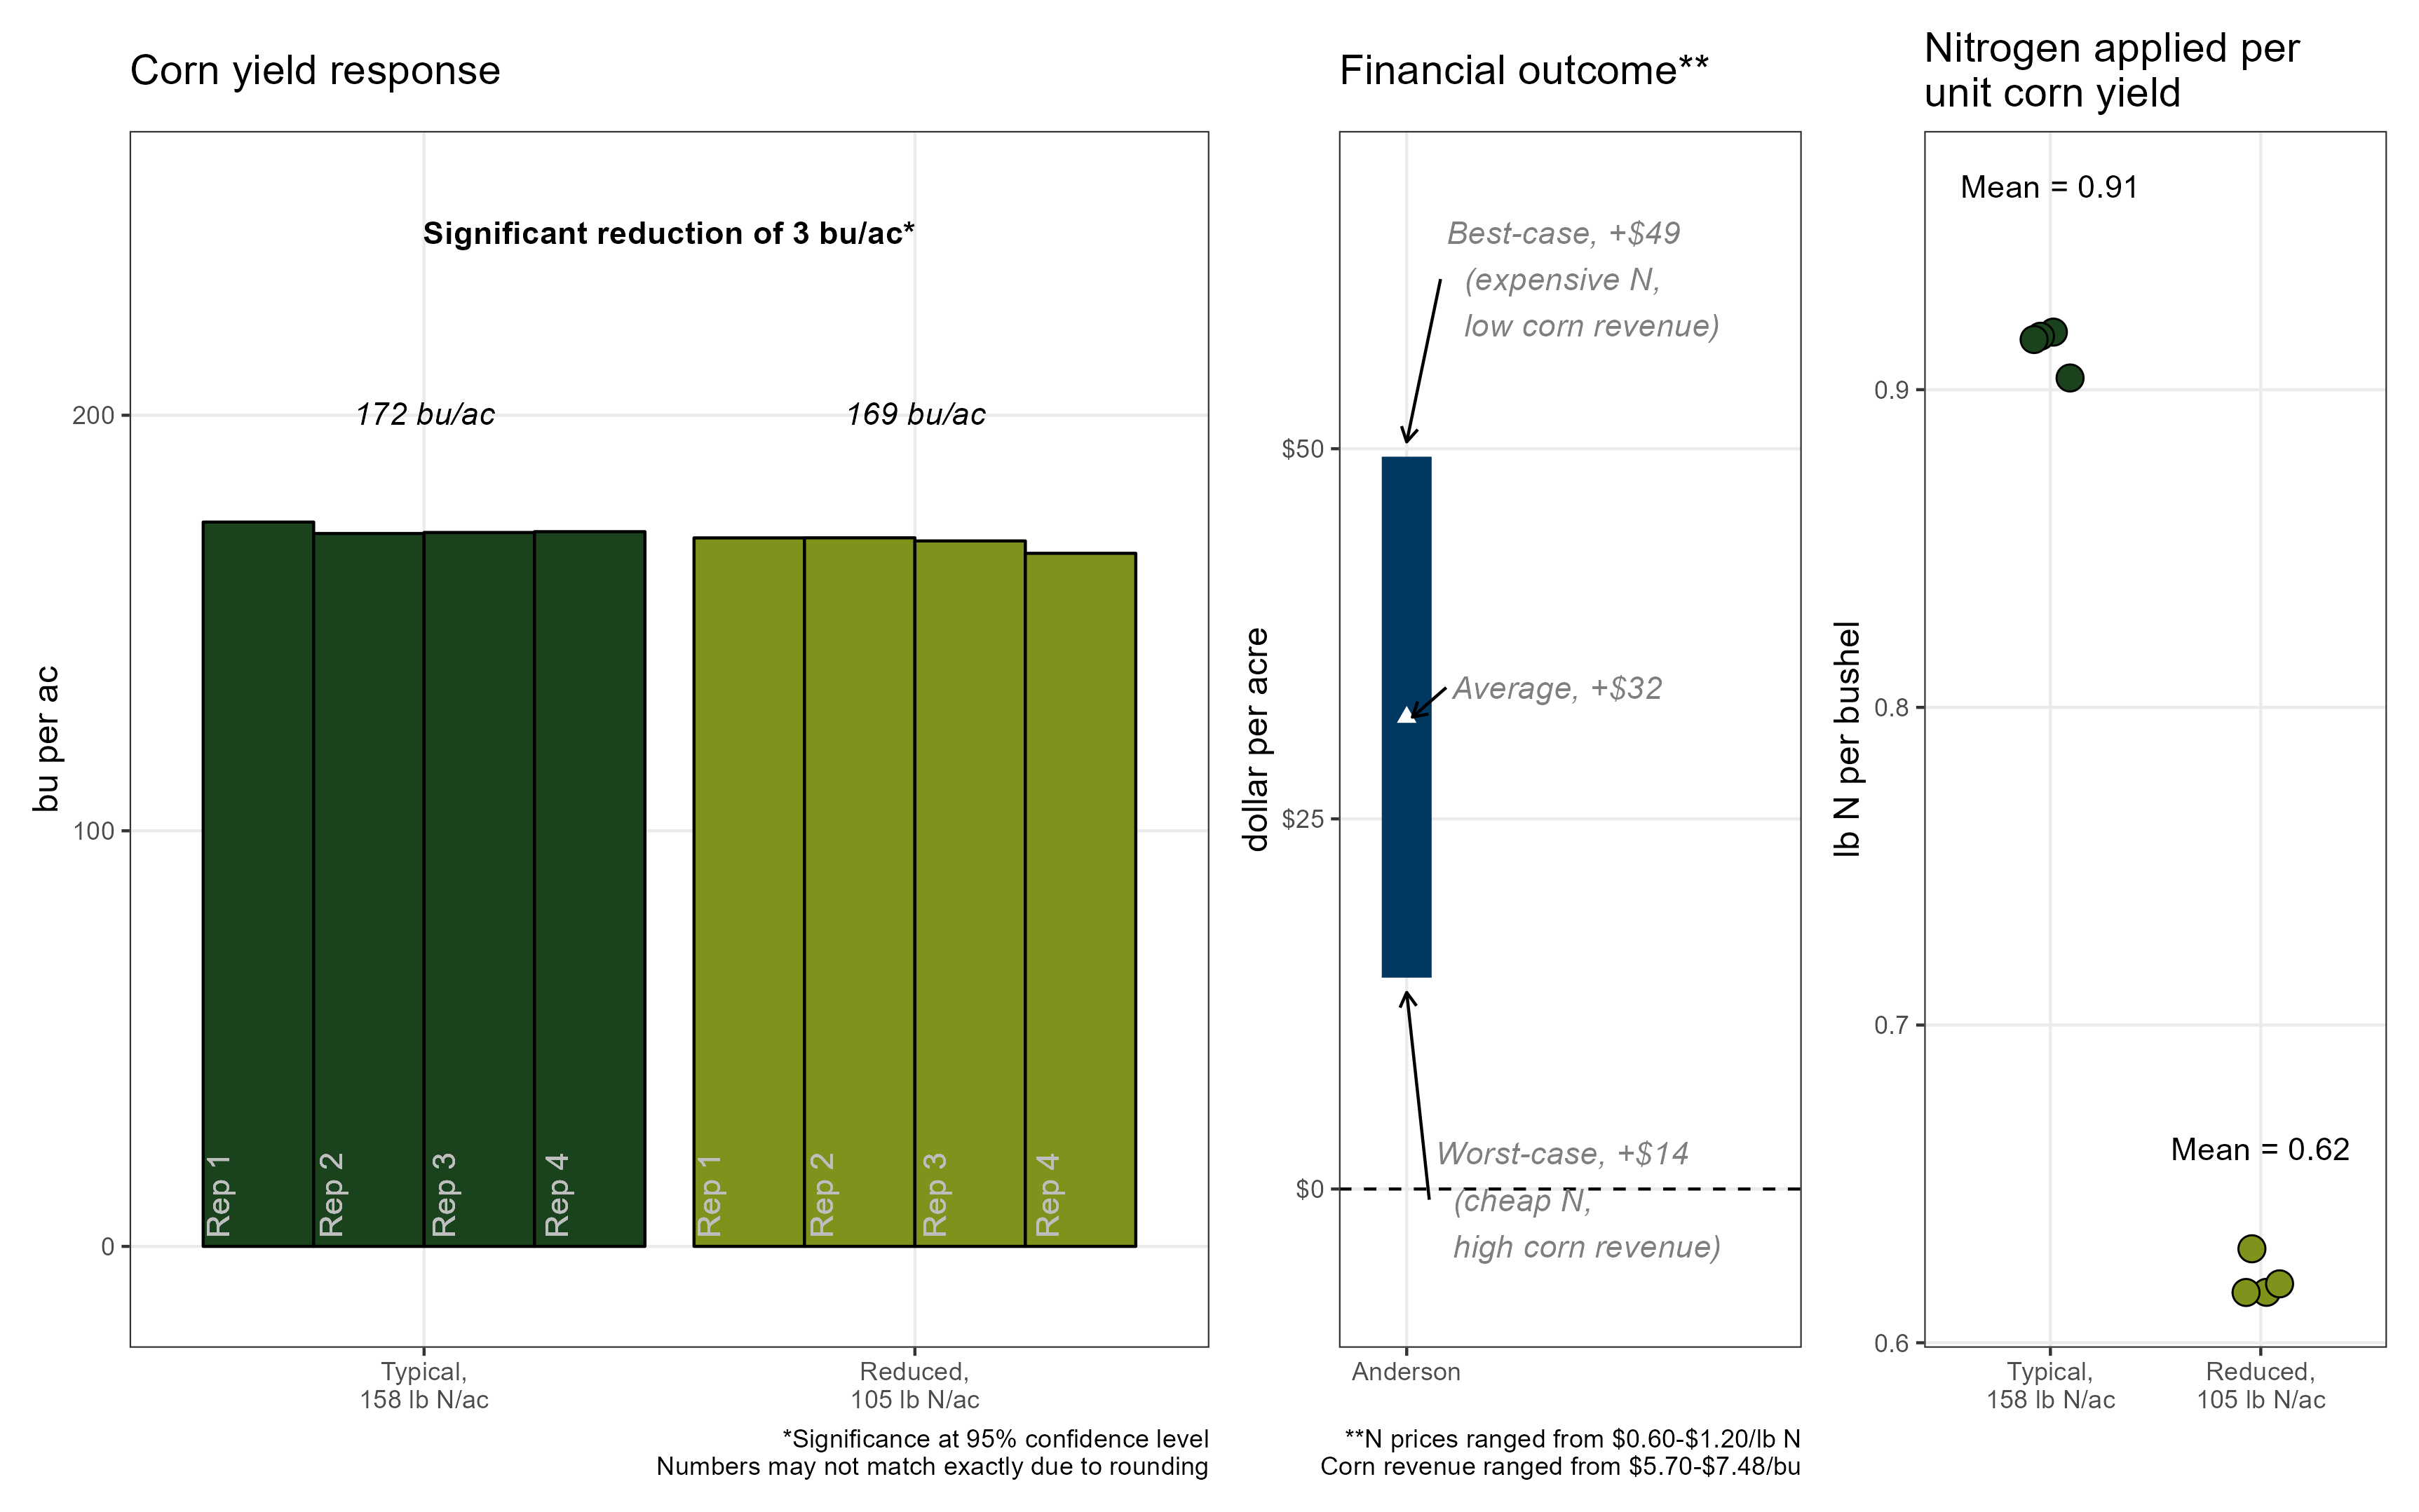 Corn yield response
Significant reduction of 3 bu/ac*
172 bu/ac
169 bu/ac
bu per ac
200
100
0
Rep 1
Rep 2
Rep 3
Rep 4
Rep 1
Rep 2
Rep 3
Rep 4
Typical,
158 lb N/ac
Reduced,
105 lb N/ac
*Significance at 95% confidence level
Numbers may not match exactly due to rounding
Financial outcome**
Best-case, +$49
(expensive N,
low corn revenue)
Average, +$32
Worst-case, +$14
(cheap N,
high corn revenue)
dollar per acre
$50
$25
$0
Anderson
**N prices ranged from $0.60-$1.20/lb N
Corn revenue ranged from $5.70-$7.48/bu
Nitrogen applied per
unit corn yield
Mean = 0.91
Mean = 0.62
lb N per bushel
0.9
0.8
0.7
0.6
Typical,
158 lb N/ac
Reduced,
105 lb N/ac